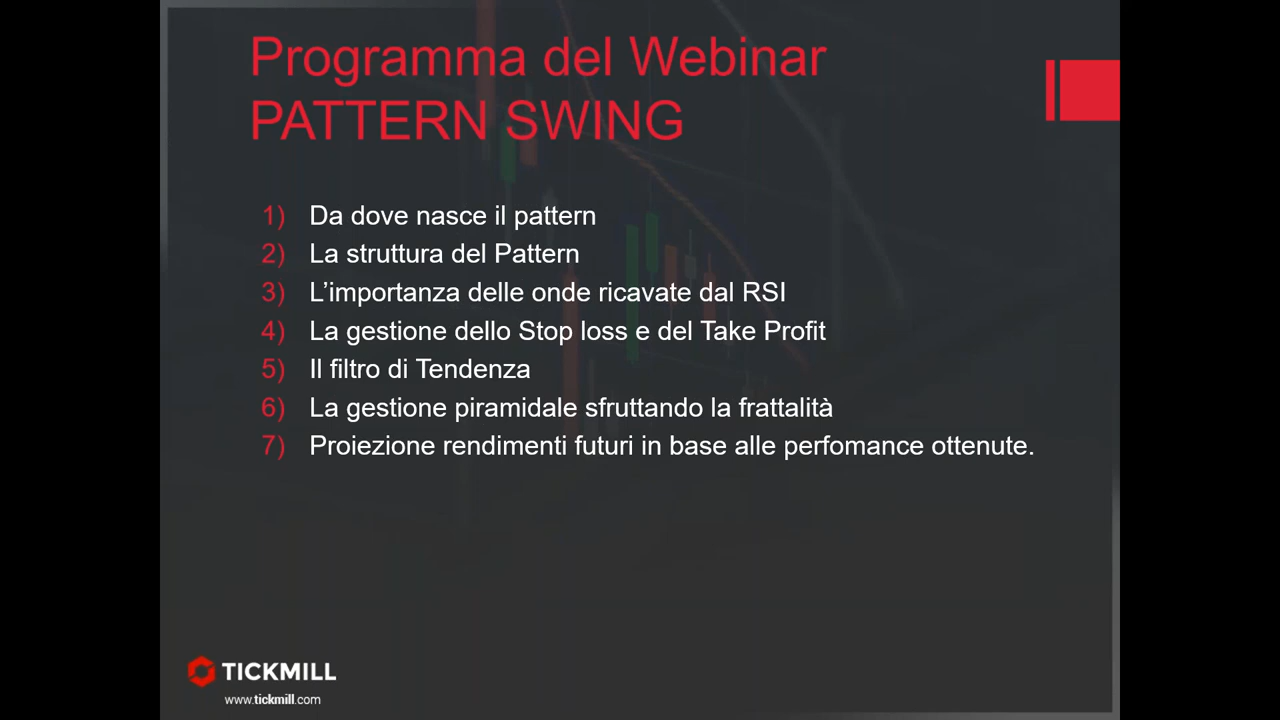 Programma del Webinar
PATTERN SWING
1) Da dove nasce il pattern
2) La struttura del Pattern
3) L’importanza delle onde ricavate dal RSI
4) La gestione dello Stop loss e del Take Profit
5) Il filtro di Tendenza
6) La gestione piramidale sfruttando la frattalità
7) Proiezione rendimenti futuri in base alle perfomance ottenute.
TICKMILL
www.tickmill.com